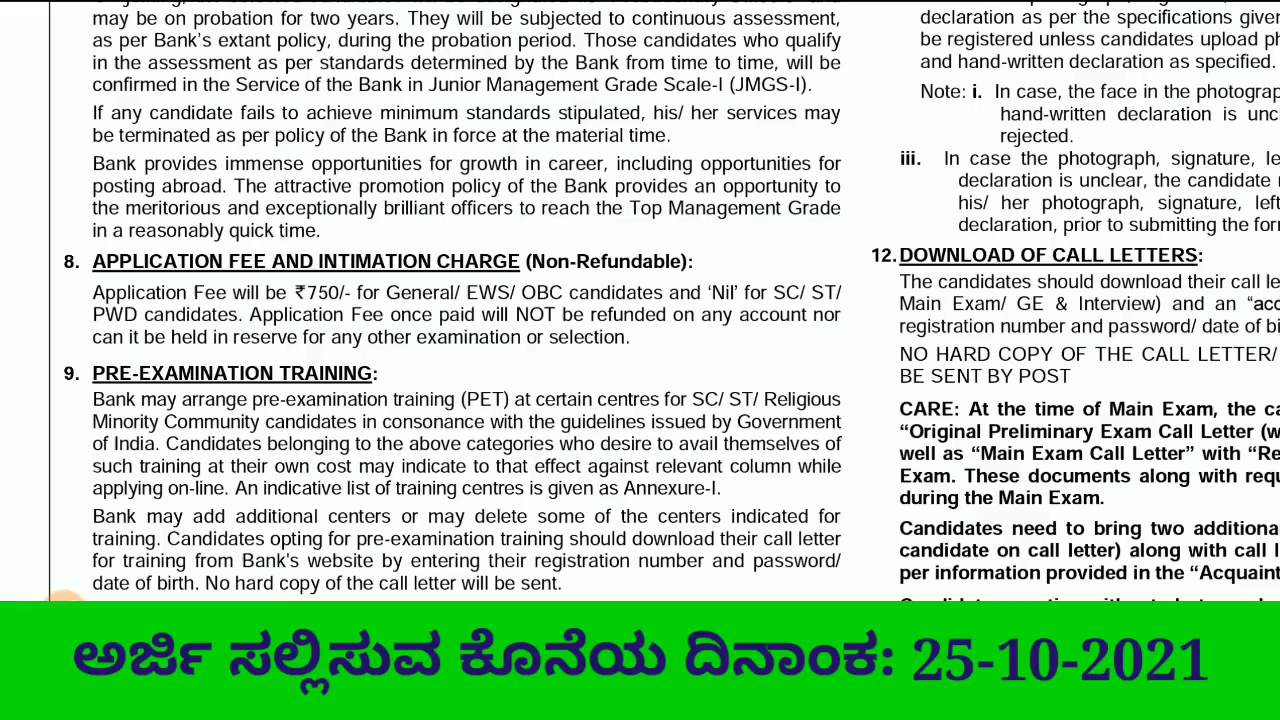 may be on probation for two years. They will be subjected to continuous assessment,
as per Bank's extant policy, during the probation period. Those candidates who qualify
in the assessment as per standards determined by the Bank from time to time, will be
confirmed in the Service of the Bank in Junior Management Grade Scale-I (JMGS-I).
If any candidate fails to achieve minimum standards stipulated, his/ her services may
be terminated as per policy of the Bank in force at the material time.
Bank provides immense opportunities for growth in career, including opportunities for
posting abroad. The attractive promotion policy of the Bank provides an opportunity to
the meritorious and exceptionally brilliant officers to reach the Top Management Grade
in a reasonably quick time.
8. APPLICATION FEE AND INTIMATION CHARGE (Non-Refundable):
Application Fee will be ₹750/- for General/ EWS/ OBC candidates and ‘Nil’ for SC/ ST/
PWD candidates. Application Fee once paid will NOT be refunded on any account nor
can it be held in reserve for any other examination or selection.
9. PRE-EXAMINATION TRAINING:
Bank may arrange pre-examination training (PET) at certain centres for SC/ ST/ Religious
Minority Community candidates in consonance with the guidelines issued by Government
of India. Candidates belonging to the above categories who desire to avail themselves of
such training at their own cost may indicate to that effect against relevant column while
applying on-line. An indicative list of training centres is given as Annexure-I.
Bank may add additional centers or may delete some of the centers indicated for
training. Candidates opting for pre-examination training should download their call letter
for training from Bank's website by entering their registration number and password/
date of birth. No hard copy of the call letter will be sent.
declaration as per the specifications given
be registered unless candidates upload ph
and hand-written declaration as specified.
Note: i. In case, the face in the photograp
hand-written declaration is uncl
rejected.
iii. In case the photograph, signature, le
declaration is unclear, the candidate
his/ her photograph, signature, left
declaration, prior to submitting the for
12. DOWNLOAD OF CALL LETTERS:
The candidates should download their call le
Main Exam/ GE & Interview) and an “acq
registration number and password/ date of bi
NO HARD COPY OF THE CALL LETTER/
BE SENT BY POST
CARE: At the time of Main Exam, the ca
“Original Preliminary Exam Call Letter (w
well as “Main Exam Call Letter” with “Re
Exam. These documents along with requ
during the Main Exam.
Candidates need to bring two additiona
candidate on call letter) along with call l
per information provided in the “Acquaint
ಅರ್ಜಿ ಸಲ್ಲಿಸುವ ಕೊನೆಯ ದಿನಾಂಕ: 25-10-2021